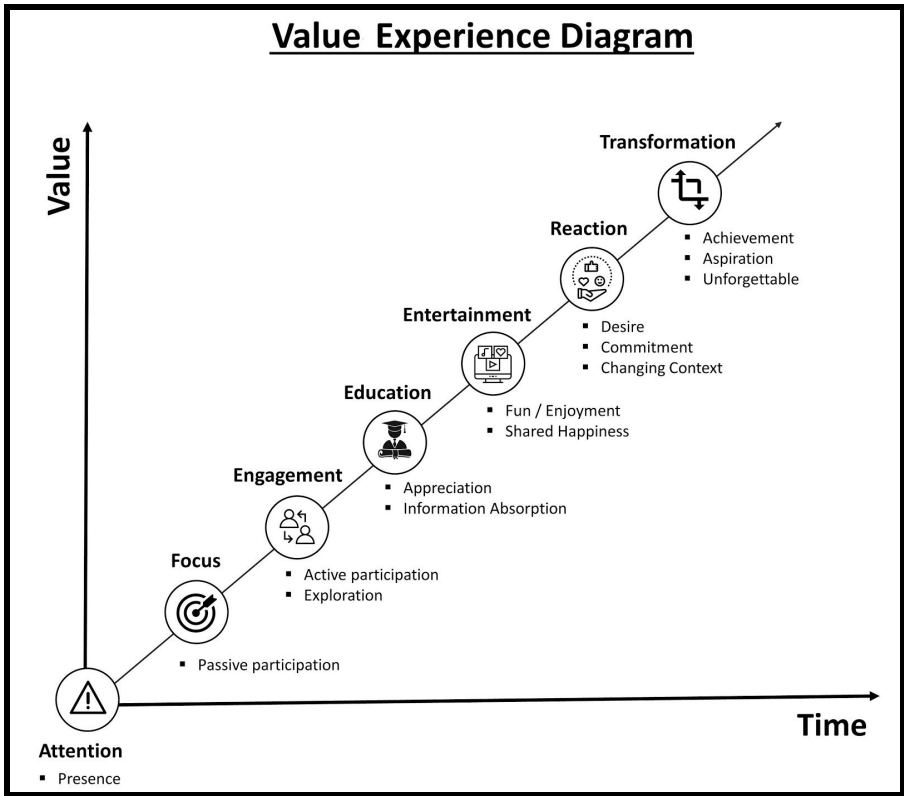 Value Experience Diagram
Value
Transformation
▪ Achievement
▪ Aspiration
▪ Unforgettable
Reaction
▪ Desire
▪ Commitment
▪ Changing Context
Entertainment
▪ Fun / Enjoyment
▪ Shared Happiness
Education
▪ Appreciation
▪ Information Absorption
Engagement
▪ Active participation
▪ Exploration
Focus
▪ Passive participation
Time
Attention
▪ Presence